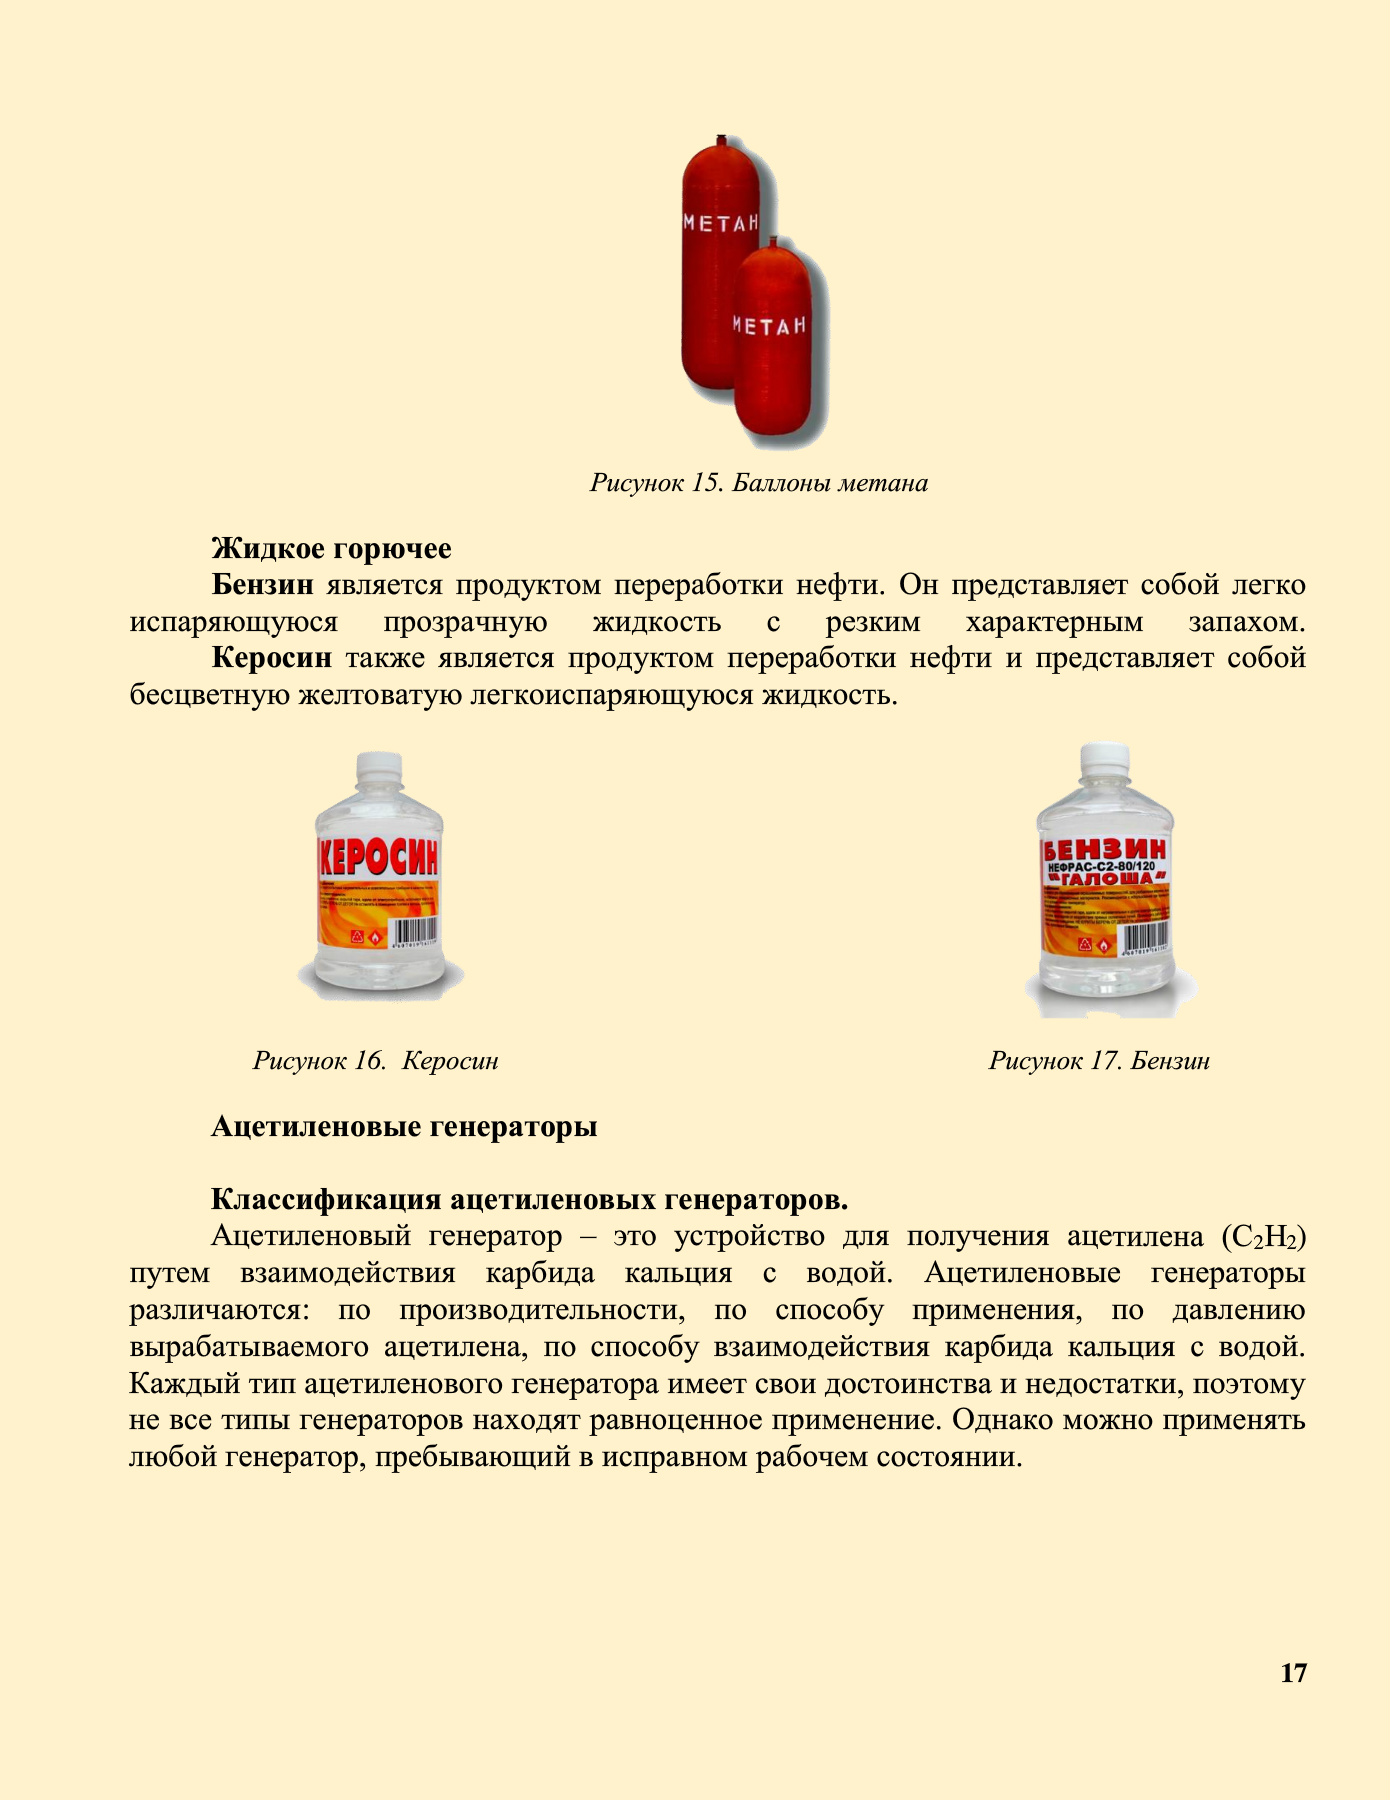 МЕТАН
МЕТАН
Рисунок 15. Баллоны метана
Жидкое горючее
Бензин является продуктом переработки нефти. Он представляет собой легко
испаряющуюся прозрачную жидкость с резким характерным запахом.
Керосин также является продуктом переработки нефти и представляет собой
бесцветную желтоватую легкоиспаряющуюся жидкость.
КЕРОСИН
БЕНЗИН
НЕФРАС-С2-80/120
"ГАЛОША"
Рисунок 16. Керосин
Рисунок 17. Бензин
Ацетиленовые генераторы
Классификация ацетиленовых генераторов.
Ацетиленовый генератор – это устройство для получения ацетилена (C₂H₂)
путем взаимодействия карбида кальция с водой. Ацетиленовые генераторы
различаются: по производительности, по способу применения, по давлению
вырабатываемого ацетилена, по способу взаимодействия карбида кальция с водой.
Каждый тип ацетиленового генератора имеет свои достоинства и недостатки, поэтому
не все типы генераторов находят равноценное применение. Однако можно применять
любой генератор, пребывающий в исправном рабочем состоянии.
17